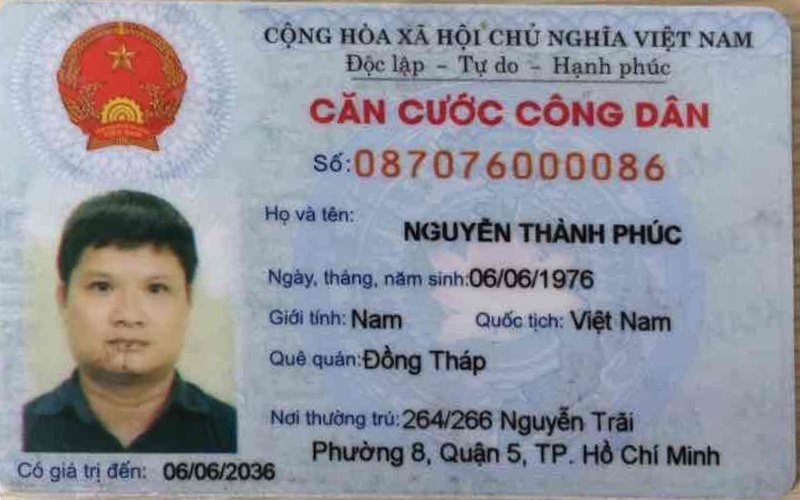 CỘNG HÒA XÃ HỘI CHỦ NGHĨA VIỆT NAM
Độc lập – Tự do – Hạnh phúc
CĂN CƯỚC CÔNG DÂN
Số: 087076000086
Họ và tên:
NGUYỄN THÀNH PHÚC
Ngày, tháng, năm sinh: 06/06/1976
Giới tính: Nam Quốc tịch: Việt Nam
Quê quán: Đồng Tháp
Nơi thường trú: 264/266 Nguyễn Trãi
Phường 8, Quận 5, TP. Hồ Chí Minh
Có giá trị đến: 06/06/2036